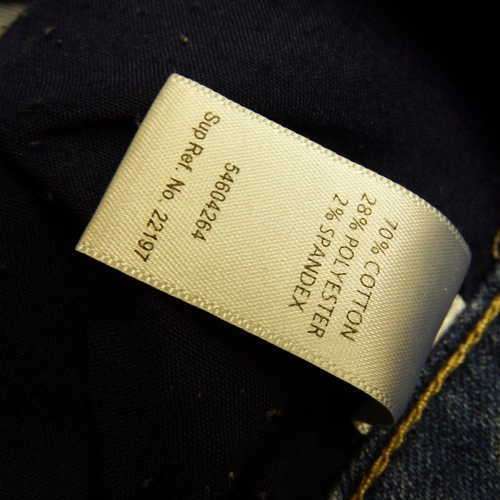 70% COTTON
28% POLYESTER
2% SPANDEX
54604264
Sup Ref. No. 22197